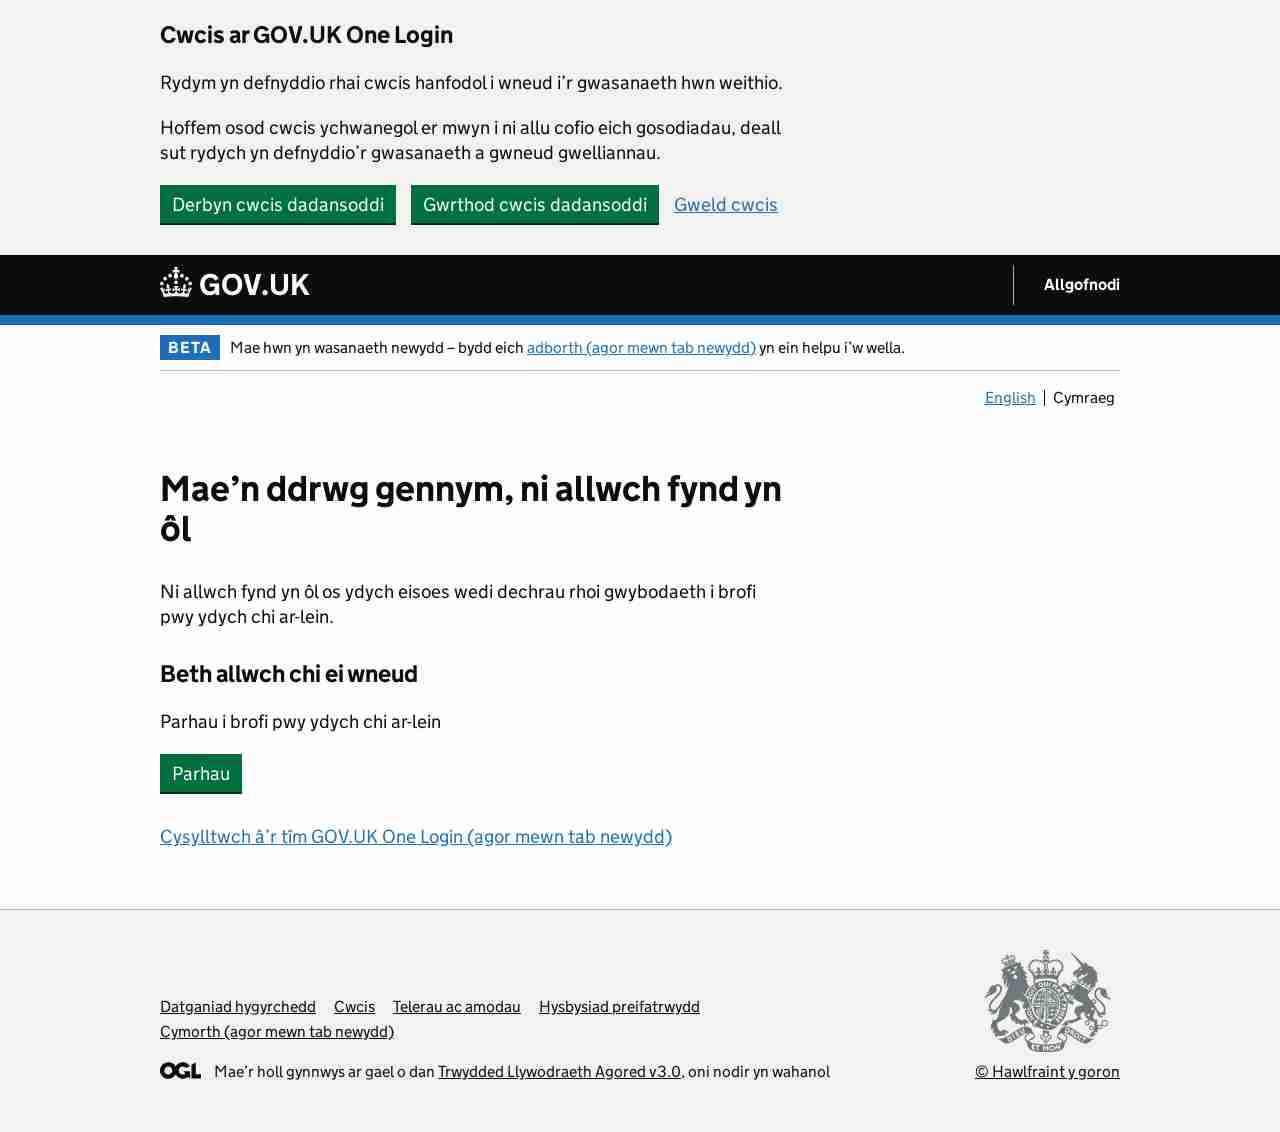 Cwcis ar GOV.UK One Login
Rydym yn defnyddio rhai cwcis hanfodol i wneud i’r gwasanaeth hwn weithio.
Hoffem osod cwcis ychwanegol er mwyn i ni allu cofio eich gosodiadau, deall
sut rydych yn defnyddio’r gwasanaeth a gwneud gwelliannau.
Derbyn cwcis dadansoddi Gwrthod cwcis dadansoddi Gweld cwcis
GOV.UK Allgofnodi
BETA Mae hwn yn wasanaeth newydd – bydd eich adborth (agor mewn tab newydd) yn ein helpu i’w wella.
English Cymraeg
Mae’n ddrwg gennym, ni allwch fynd yn
ôl
Ni allwch fynd yn ôl os ydych eisoes wedi dechrau rhoi gwybodaeth i brofi
pwy ydych chi ar-lein.
Beth allwch chi ei wneud
Parhau i brofi pwy ydych chi ar-lein
Parhau
Cysylltwch â’r tîm GOV.UK One Login (agor mewn tab newydd)
Datganiad hygyrchedd Cwcis Telerau ac amodau Hysbysiad preifatrwydd
Cymorth (agor mewn tab newydd)
OGL Mae’r holl gynnwys ar gael o dan Trwydded Llywodraeth Agored v3.0, oni nodir yn wahanol
© Hawlfraint y goron